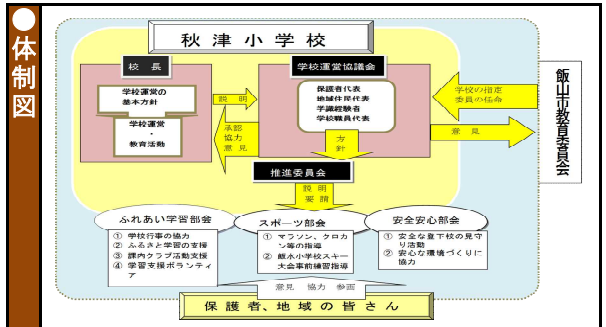 ●体制図
秋津小学校
校 長
学校運営の
基本方針
学校運営
・
教育活動
説 明
承認
協力
意見
学校運営協議会
保護者代表
地域住民代表
学識経験者
学校職員代表
方
針
学校の指定
委員の任命
意 見
飯山市教育委員会
推進委員会
説 明
要 請
ふれあい学習部会
① 学校行事の協力
② ふるさと学習の支援
③ 課内クラブ活動支援
④ 学習支援ボランティ
ア
スポーツ部会
① マラソン、クロカ
ン等の指導
② 飯水小学校スキー
大会事前練習指導
安全安心部会
① 安全な登下校の見守
り活動
② 安心な環境づくりに
協力
意見 協力 参画
保護者、地域の皆さん